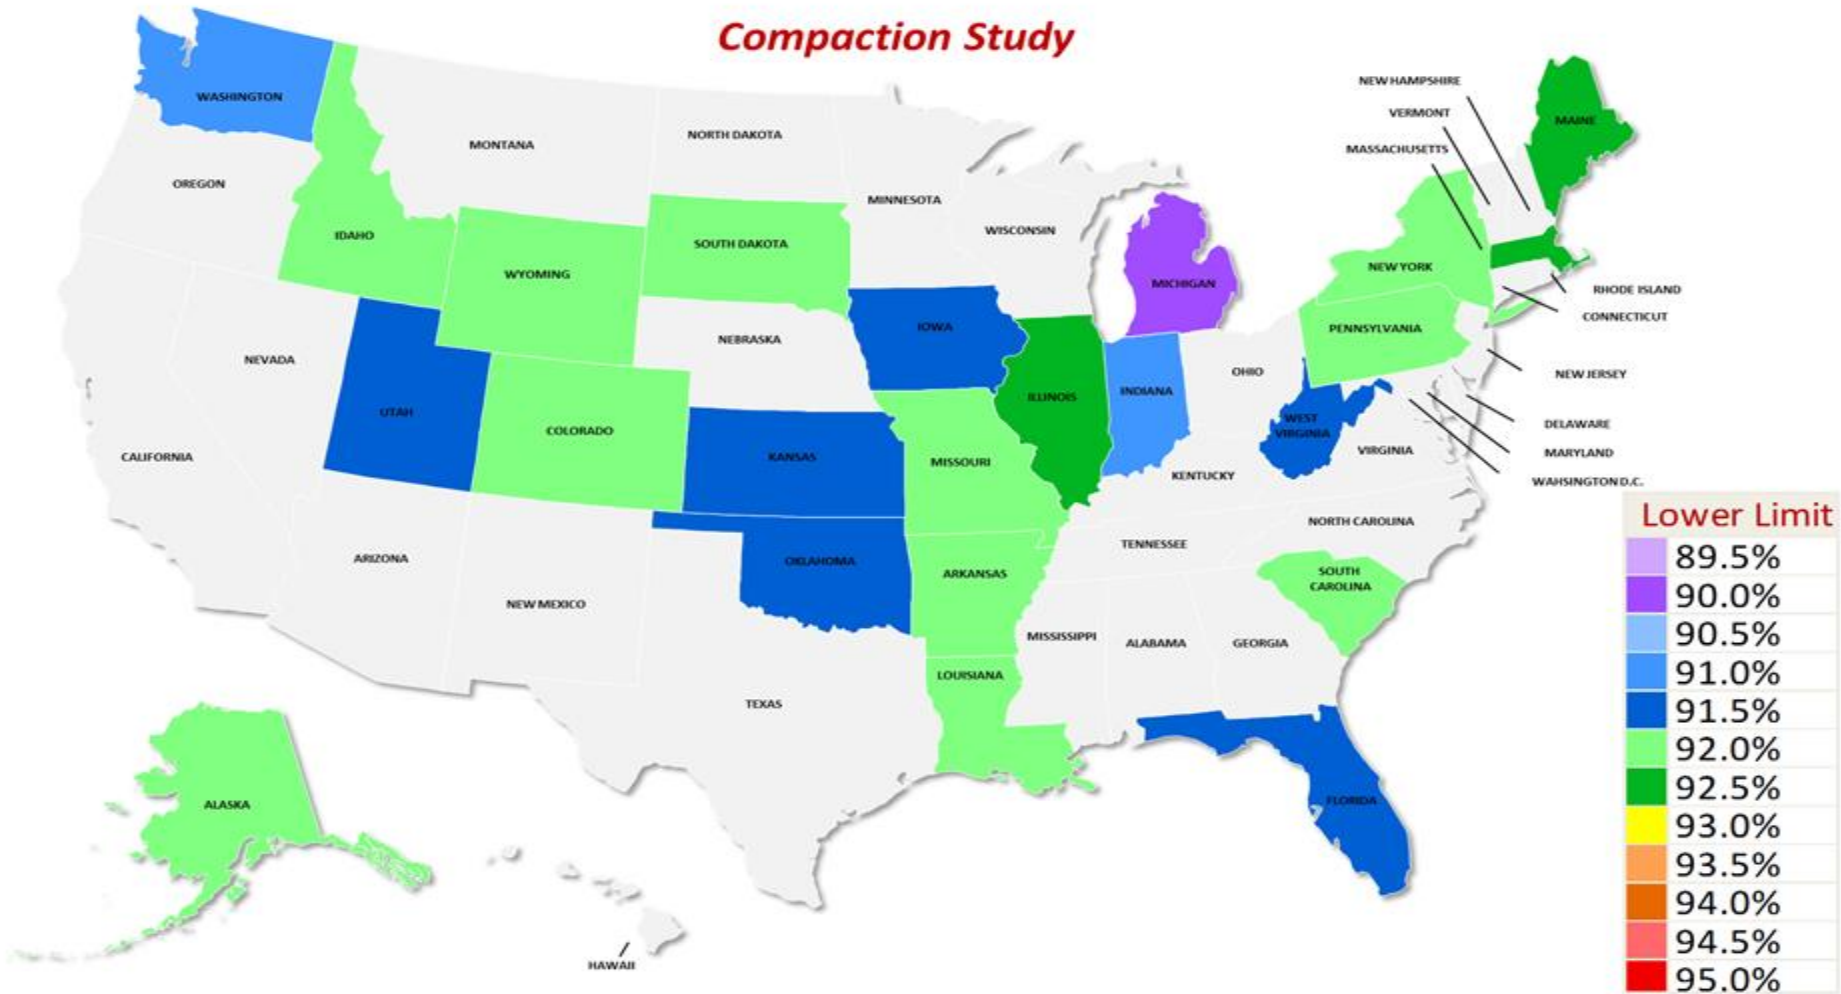 Compaction Study
NEW HAMPSHIRE
VERMONT
MASSACHUSETTS
MAINE
WASHINGTON
MONTANA
NORTH DAKOTA
OREGON
MINNESOTA
WISCONSIN
IDAHO
SOUTH DAKOTA
WYOMING
NEW YORK
MICHIGAN
RHODE ISLAND
CONNECTICUT
IOWA
PENNSYLVANIA
NEBRASKA
NEVADA
OHIO
NEW JERSEY
INDIANA
ILLINOIS
UTAH
COLORADO
WEST
VIRGINIA
DELAWARE
VIRGINIA
MARYLAND
CALIFORNIA
KANSAS
MISSOURI
KENTUCKY
WAHSINGTON D.C.
NORTH CAROLINA
TENNESSEE
ARIZONA
OKLAHOMA
ARKANSAS
SOUTH
CAROLINA
NEW MEXICO
MISSISSIPPI
ALABAMA
GEORGIA
LOUISIANA
TEXAS
ALASKA
FLORIDA
HAWAII
Lower Limit
89.5%
90.0%
90.5%
91.0%
91.5%
92.0%
92.5%
93.0%
93.5%
94.0%
94.5%
95.0%